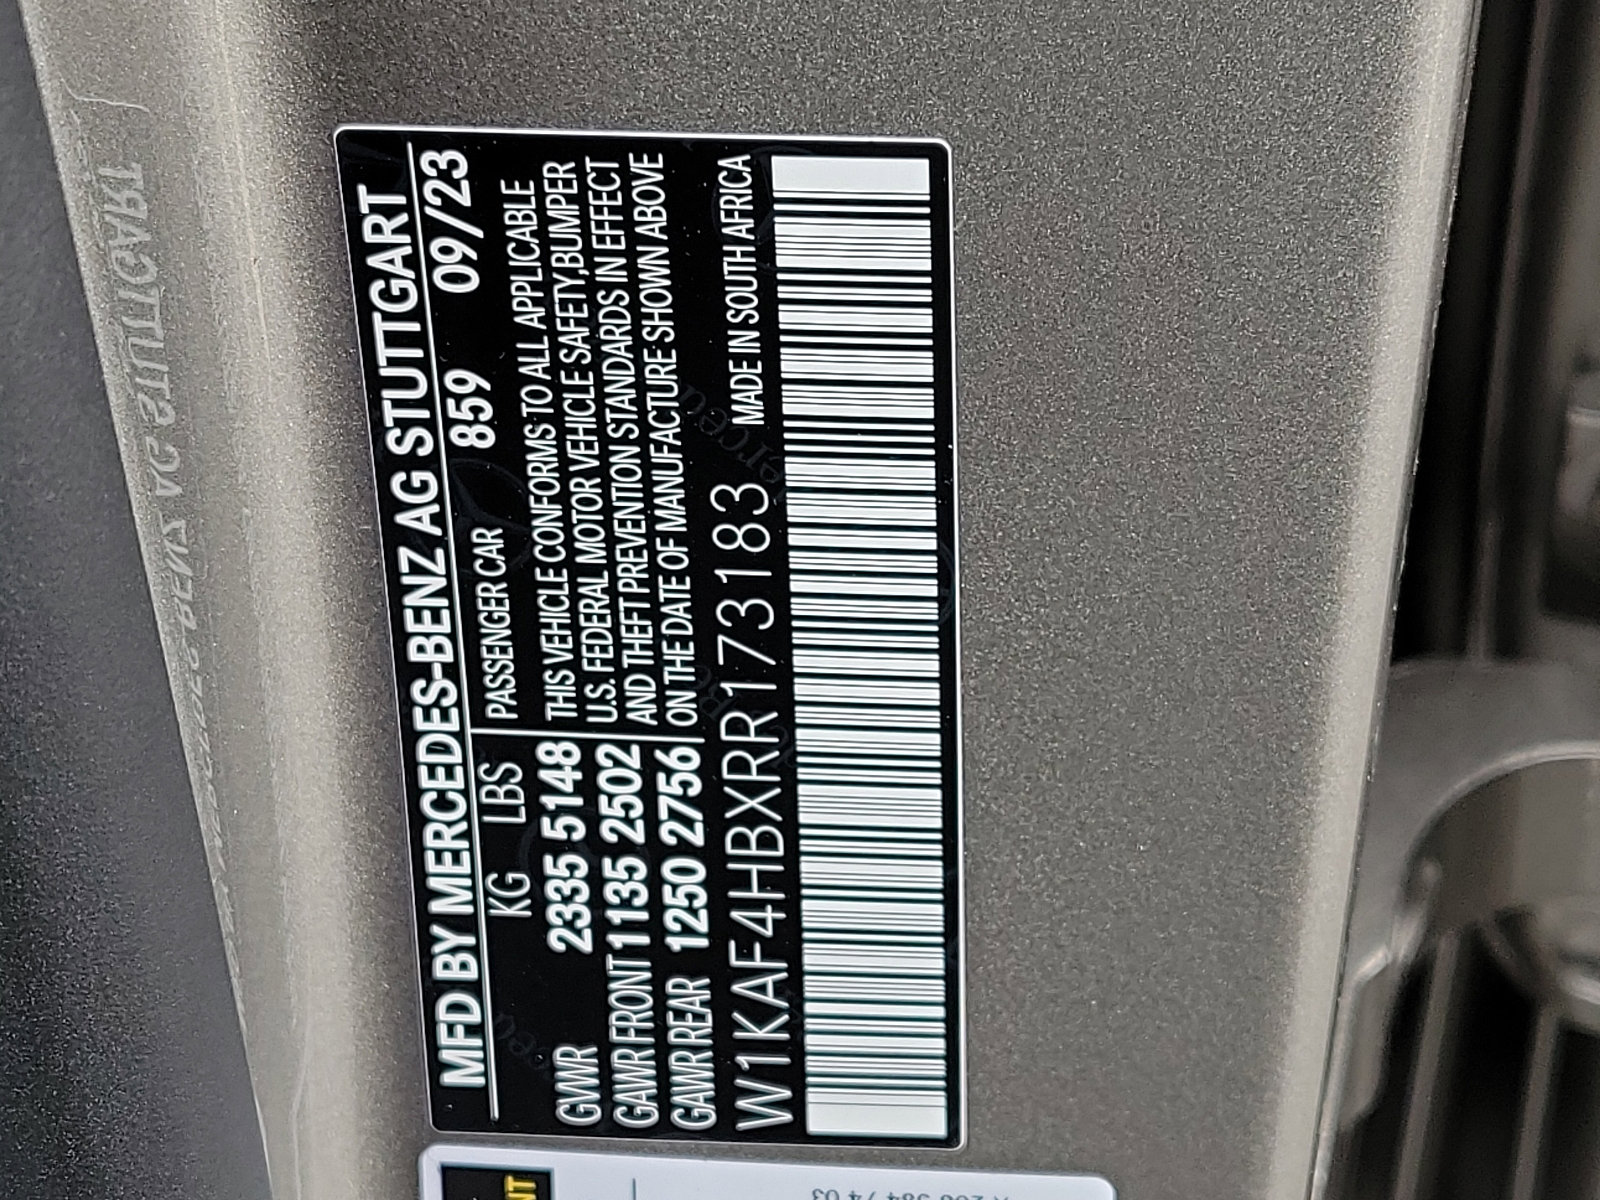 MFD BY MERCEDES-BENZ AG STUTTGART
KG LBS PASSENGER CAR 859 09/23
GVWR 2335 5148 THIS VEHICLE CONFORMS TO ALL APPLICABLE
GAWR FRONT 1135 2502 U.S. FEDERAL MOTOR VEHICLE SAFETY,BUMPER
GAWR REAR 1250 2756 AND THEFT PREVENTION STANDARDS IN EFFECT
ON THE DATE OF MANUFACTURE SHOWN ABOVE
W1KAF4HBXRR173183 MADE IN SOUTH AFRICA